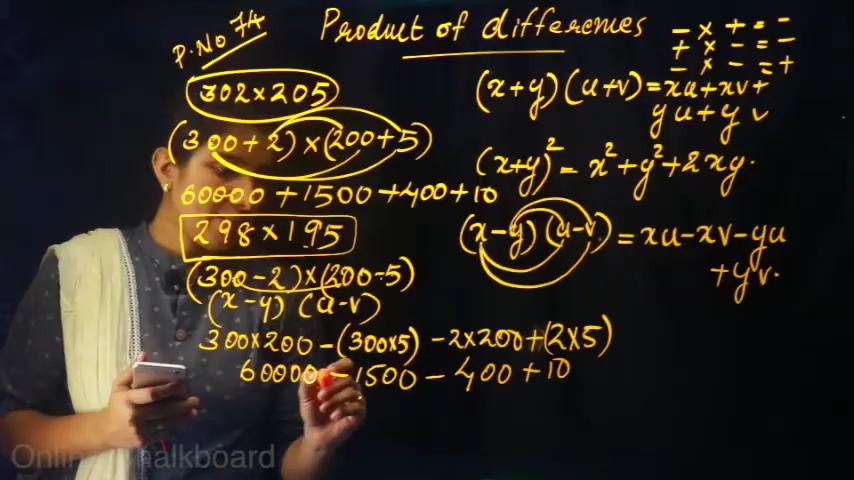 P.No 74
Product of differences
- × + = -
+ × - = -
- × - = +
302×205
(300+2)×(200+5)
60000+1500+400+10
298×195
(300-2)×(200-5)
(x-y) (u-v)
300×200-(300×5)-2×200+(2×5)
60000-1500-400+10
(x+y)(u+v)=xu+xv+
yu+yv
(x+y)²=x²+y²+2xy.
(x-y)(u-v)=xu-xv-yu
+yv.
Online Chalkboard